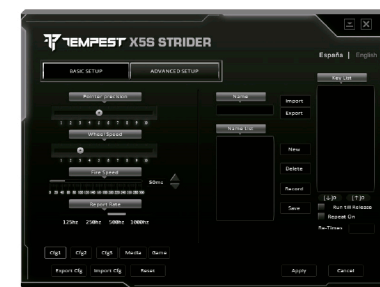 TEMPEST X5S STRIDER
España | English
BASIC SETUP
ADVANCED SETUP
Pointer precision
1 2 3 4 5 6 7 8 9 10
Wheel Speed
1 2 3 4 5 6 7 8 9 10
Fire Speed
50ms
Report Rate
125hz 250hz 500hz 1000hz
Name
Import
Export
Name List
New
Delete
Record
Save
Key List
[↓]0 [↑]0
Run till Release
Repeat On
Re-Times
Cfg1 Cfg2 Cfg3 Media Game
Export Cfg Import Cfg Reset
Apply Cancel